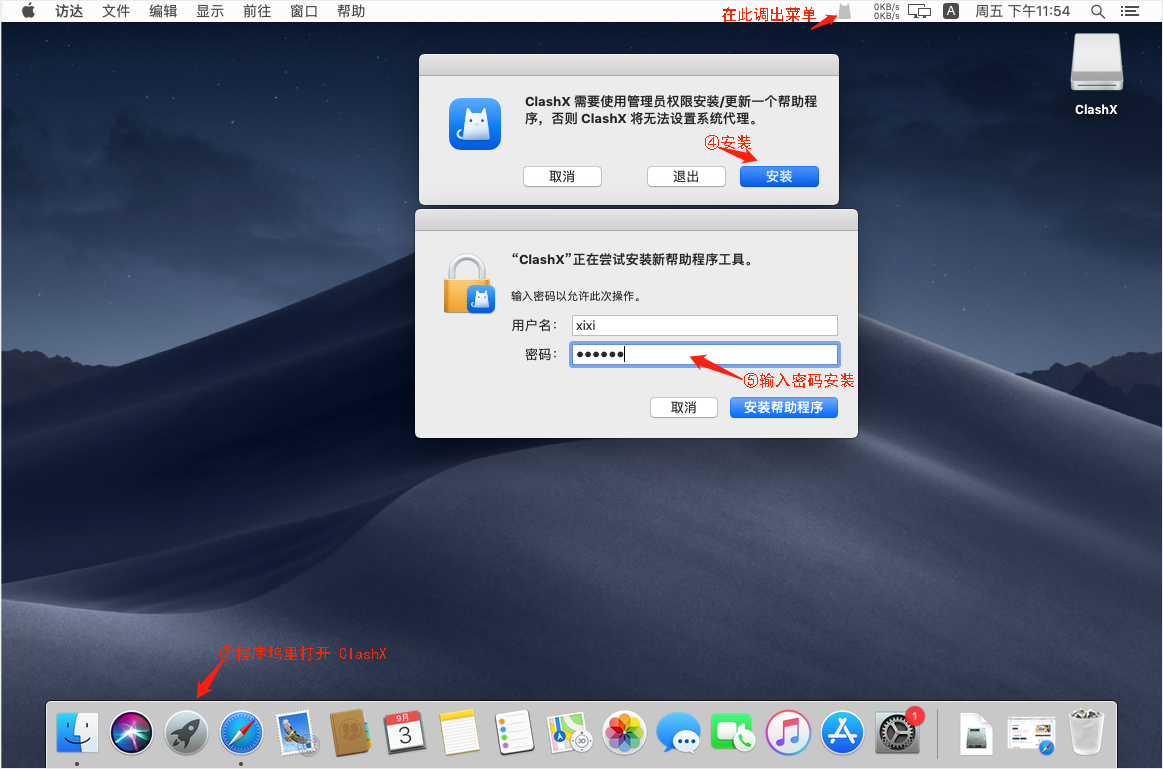 访达 文件 编辑 显示 前往 窗口 帮助
在此调出菜单
0KB/s
0KB/s
A
周五 下午11:54
ClashX
ClashX 需要使用管理员权限安装/更新一个帮助程
序，否则 ClashX 将无法设置系统代理。
④安装
取消 退出 安装
“ClashX”正在尝试安装新帮助程序工具。
输入密码以允许此次操作。
用户名： xixi
密码： ●●●●●●
⑤输入密码安装
取消 安装帮助程序
程序坞里打开 ClashX
9月
3
3D
1